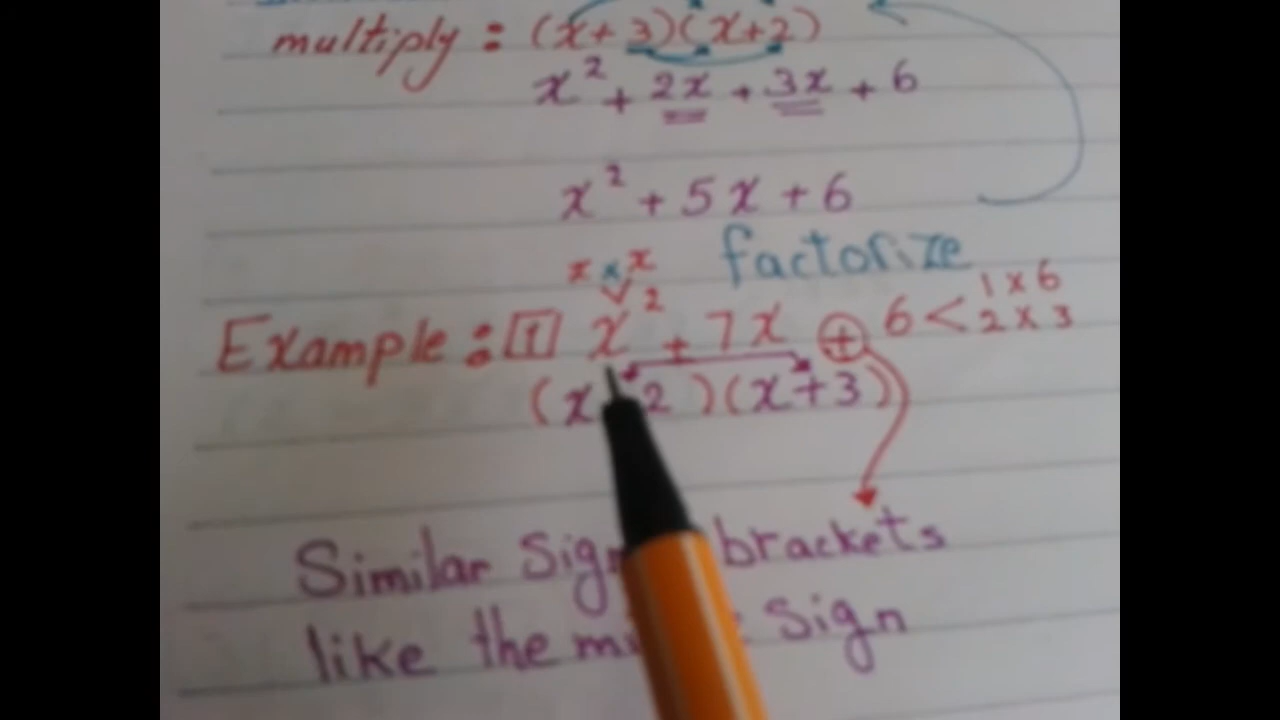 multiply : (x+3)(x+2)
x² + 2x + 3x + 6
x² + 5x + 6
factorize
x × x
1 × 6
Example : 1 x² + 7x + 6 < 2 × 3
(x 2)(x+3)
Similar brackets
like the sign